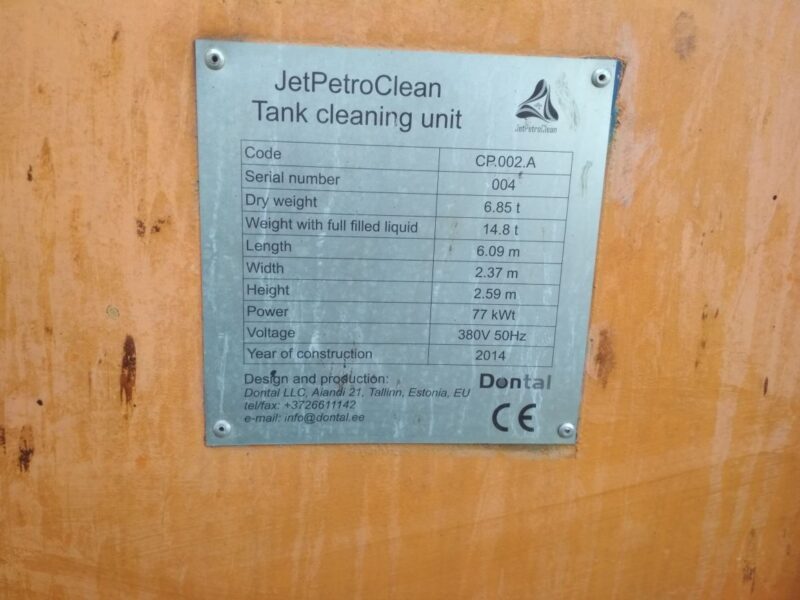 JetPetroClean
Tank cleaning unit
JetPetroClean
Code CP.002.A
Serial number 004
Dry weight 6.85 t
Weight with full filled liquid 14.8 t
Length 6.09 m
Width 2.37 m
Height 2.59 m
Power 77 kWt
Voltage 380V 50Hz
Year of construction 2014
Design and production:
Dontal LLC, Aiandi 21, Tallinn, Estonia, EU
tel/fax: +3726611142
e-mail: info@dontal.ee
Dontal
CE